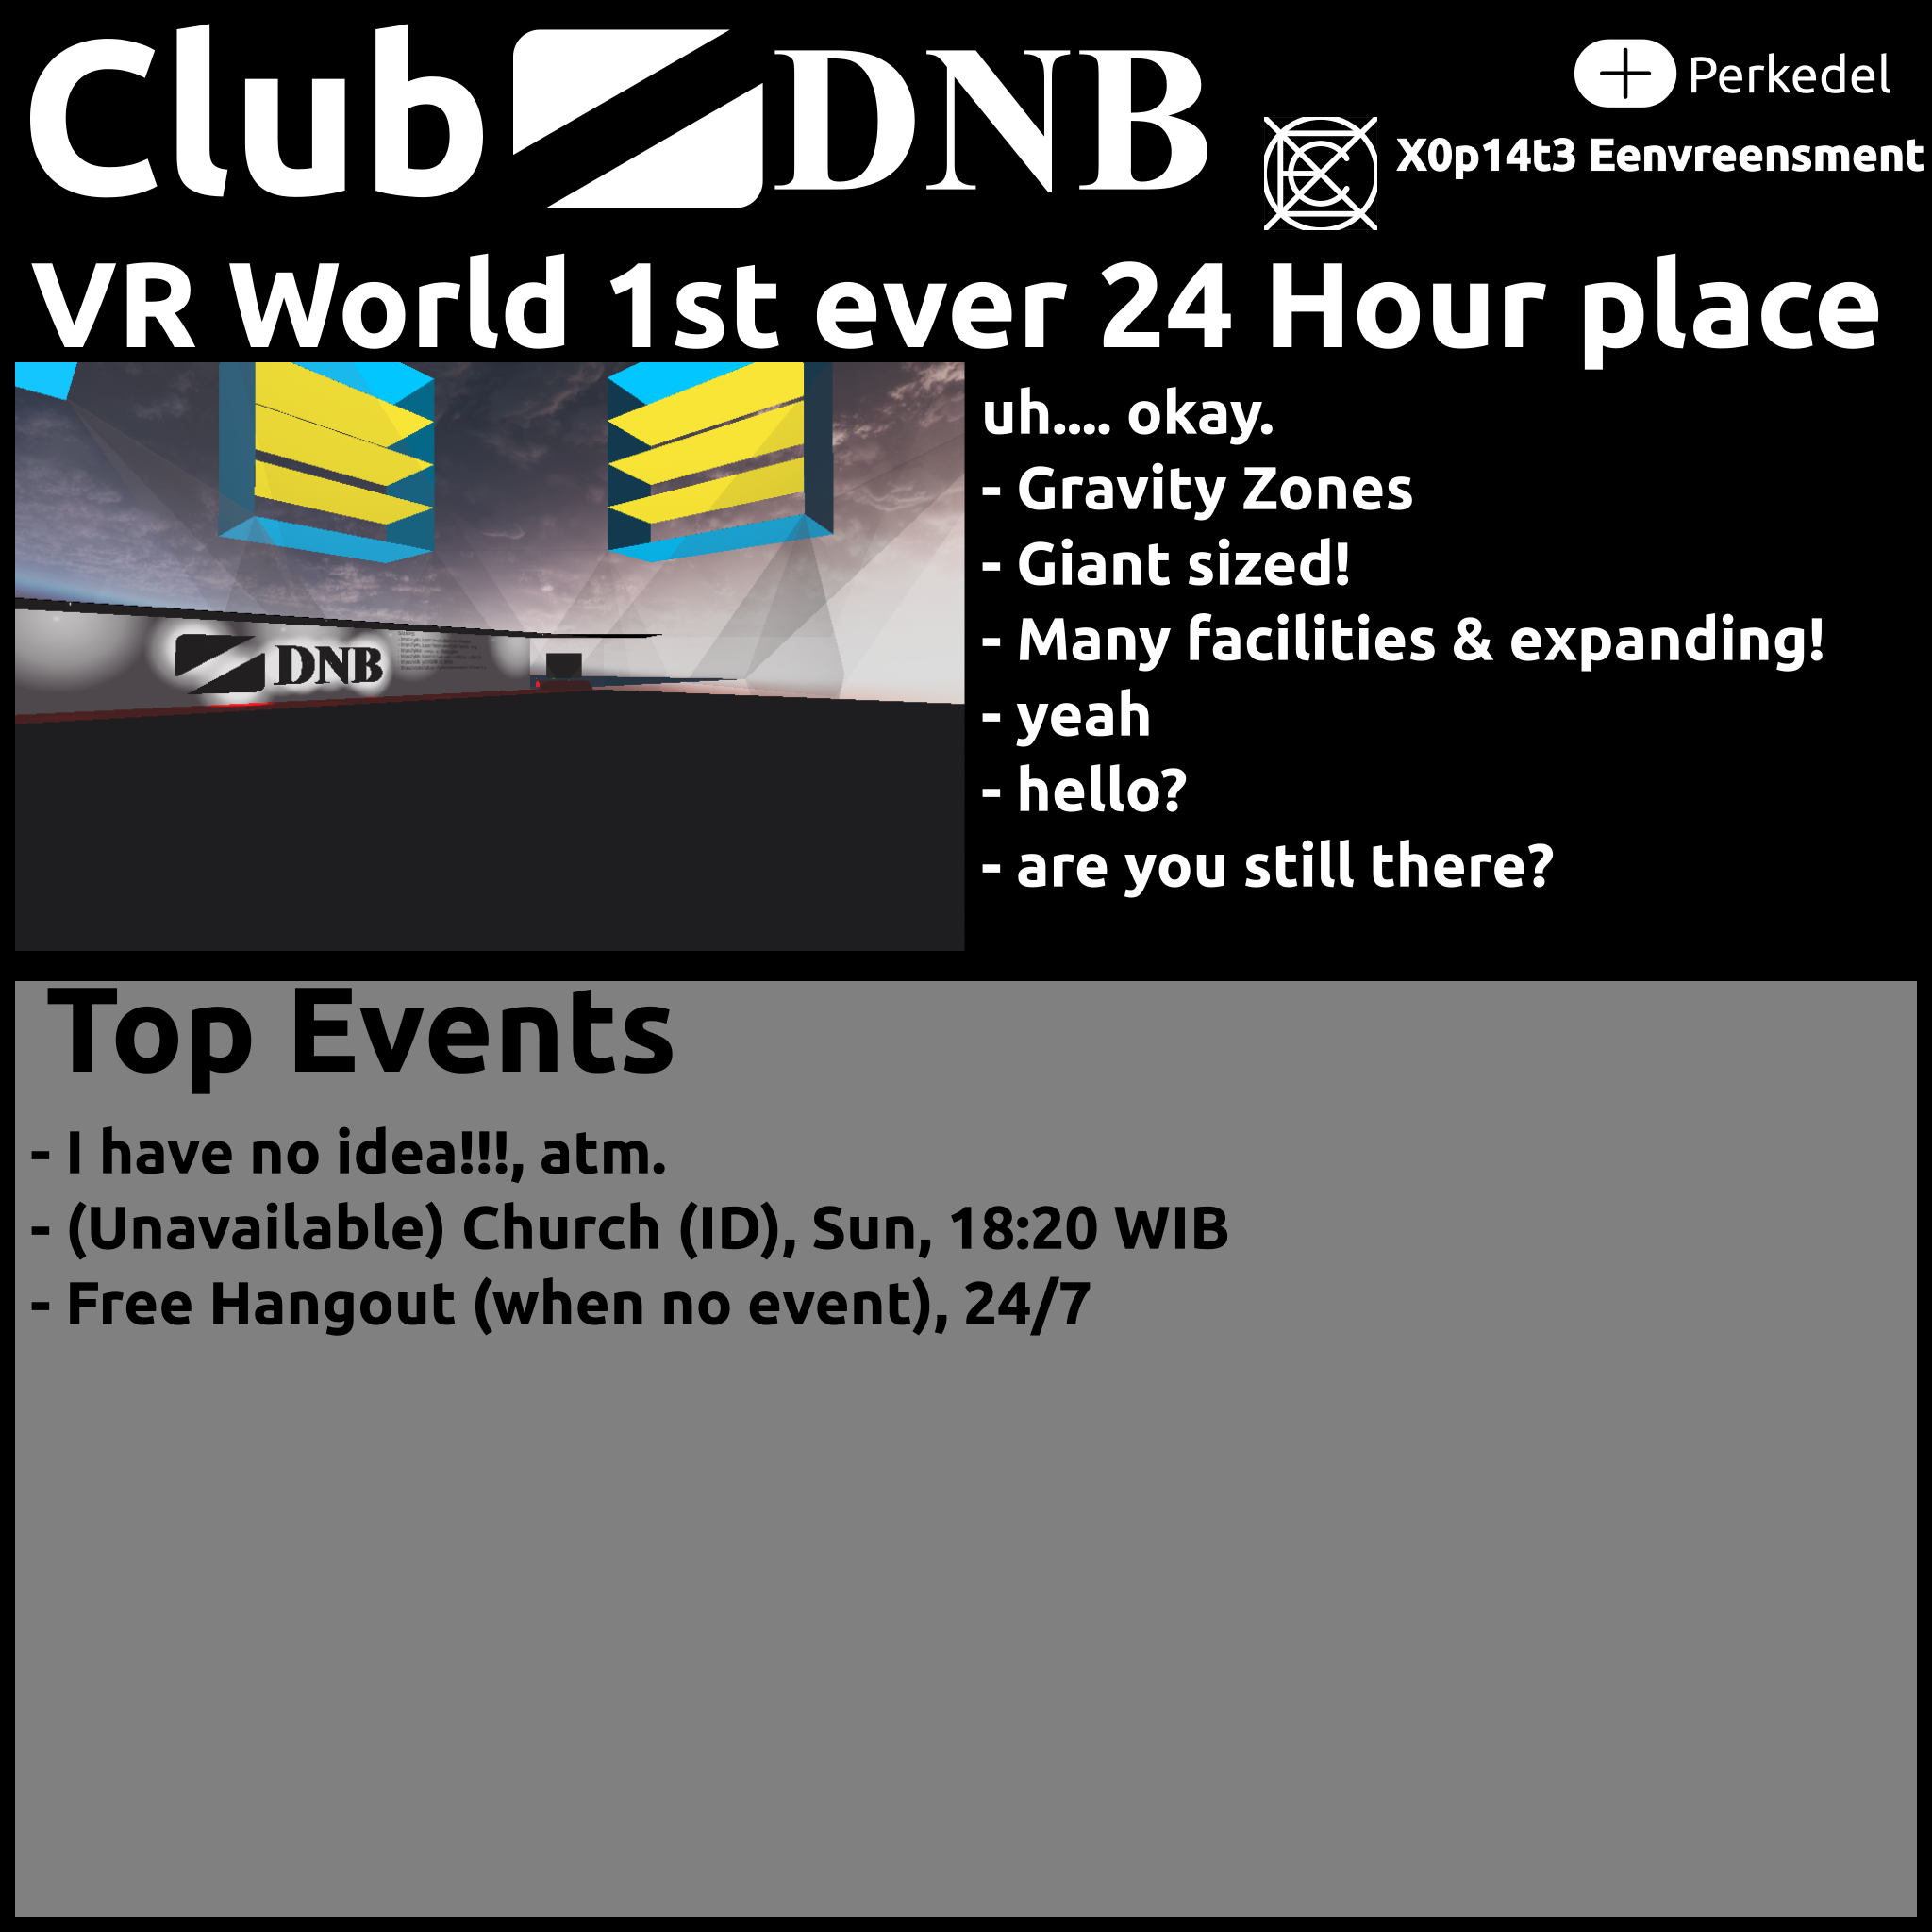 Club DNB
Perkedel
X0p14t3 Eenvreensment
VR World 1st ever 24 Hour place
DNB
uh.... okay.
- Gravity Zones
- Giant sized!
- Many facilities & expanding!
- yeah
- hello?
- are you still there?
Top Events
- I have no idea!!!, atm.
- (Unavailable) Church (ID), Sun, 18:20 WIB
- Free Hangout (when no event), 24/7